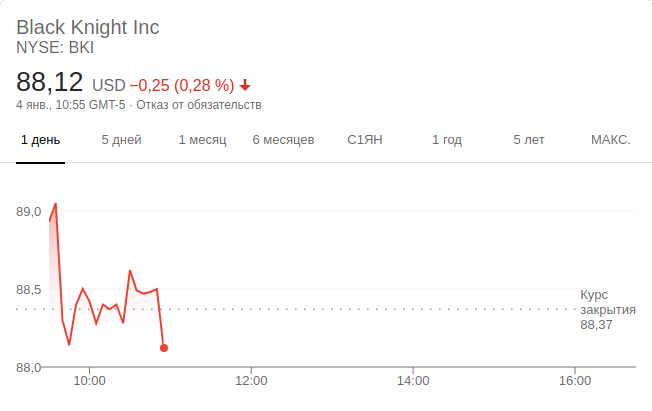 Black Knight Inc
NYSE: BKI
88,12 USD −0,25 (0,28 %)
4 янв., 10:55 GMT-5 · Отказ от обязательств
1 день 5 дней 1 месяц 6 месяцев С1ЯН 1 год 5 лет МАКС.
89,0
88,5
Курс
закрытия
88,37
88,0
10:00 12:00 14:00 16:00